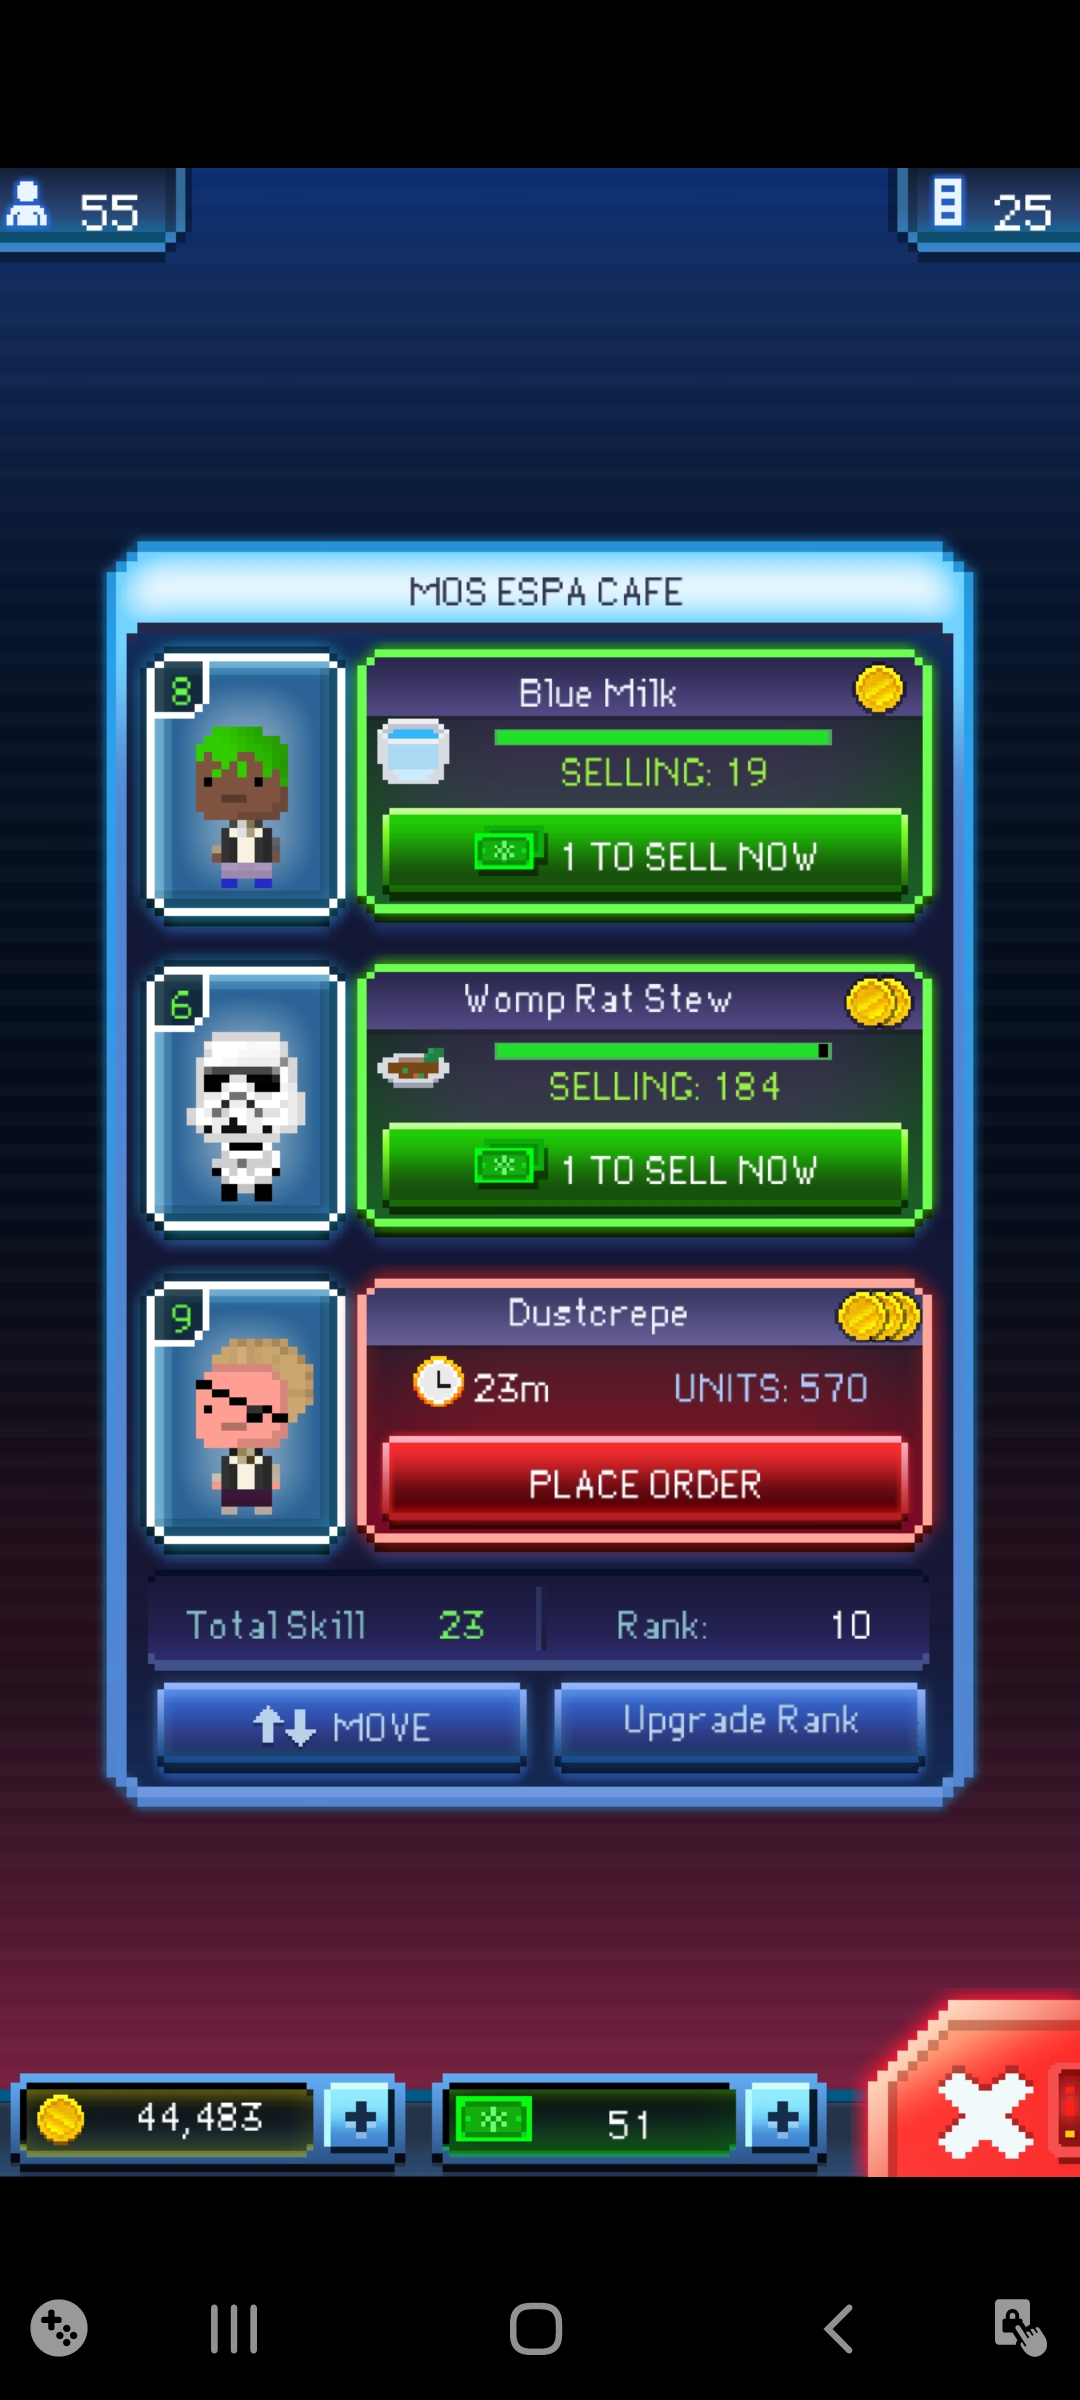 55
25
MOS ESPA CAFE
8
Blue Milk
SELLING: 19
1 TO SELL NOW
6
Womp Rat Stew
SELLING: 184
1 TO SELL NOW
9
Dustcrepe
23m UNITS: 570
PLACE ORDER
Total Skill 23 Rank: 10
MOVE Upgrade Rank
44,483 51